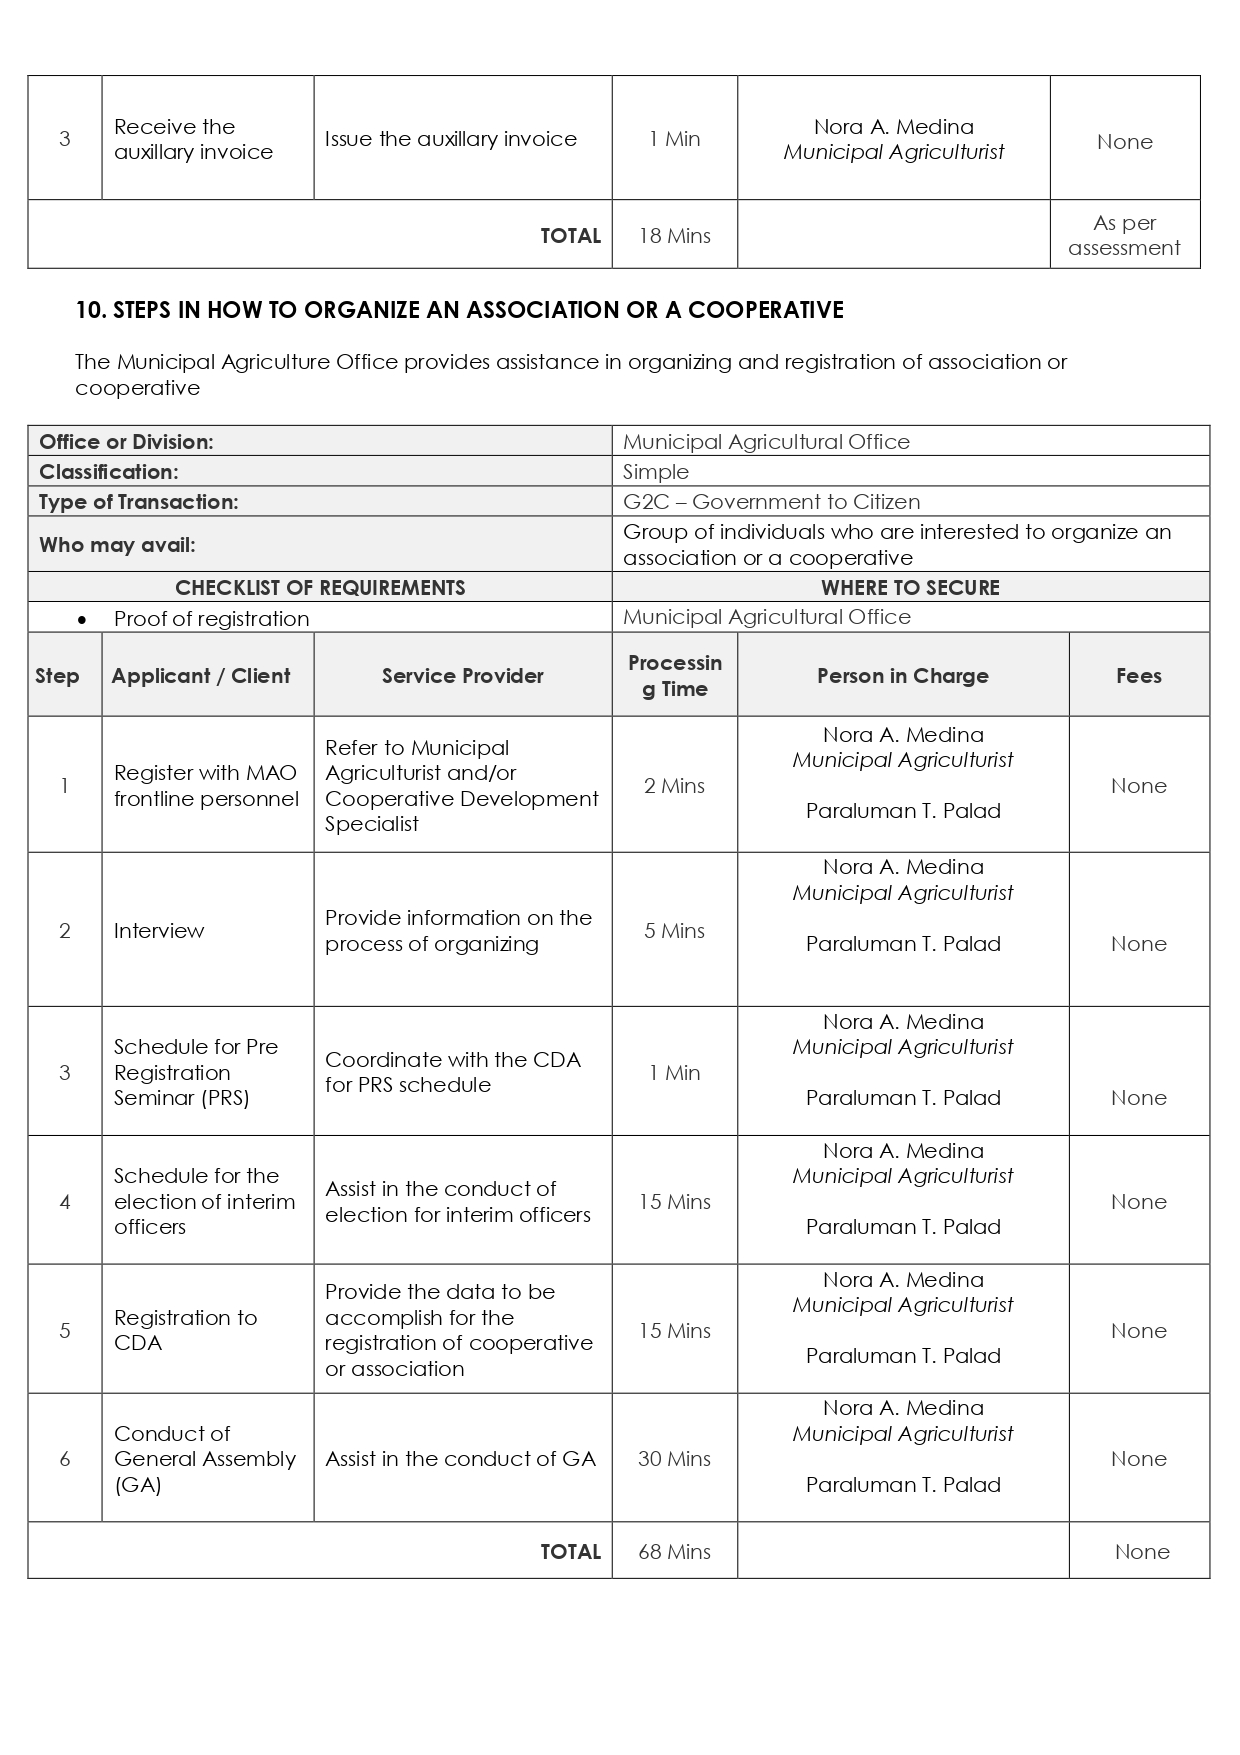 3
Receive the
auxillary invoice
Issue the auxillary invoice
1 Min
Nora A. Medina
Municipal Agriculturist
None
TOTAL
18 Mins
As per
assessment
10. STEPS IN HOW TO ORGANIZE AN ASSOCIATION OR A COOPERATIVE
The Municipal Agriculture Office provides assistance in organizing and registration of association or
cooperative
Office or Division:
Municipal Agricultural Office
Classification:
Simple
Type of Transaction:
G2C – Government to Citizen
Who may avail:
Group of individuals who are interested to organize an
association or a cooperative
CHECKLIST OF REQUIREMENTS
WHERE TO SECURE
• Proof of registration
Municipal Agricultural Office
Step
Applicant / Client
Service Provider
Processin
g Time
Person in Charge
Fees
1
Register with MAO
frontline personnel
Refer to Municipal
Agriculturist and/or
Cooperative Development
Specialist
2 Mins
Nora A. Medina
Municipal Agriculturist
Paraluman T. Palad
None
2
Interview
Provide information on the
process of organizing
5 Mins
Nora A. Medina
Municipal Agriculturist
Paraluman T. Palad
None
3
Schedule for Pre
Registration
Seminar (PRS)
Coordinate with the CDA
for PRS schedule
1 Min
Nora A. Medina
Municipal Agriculturist
Paraluman T. Palad
None
4
Schedule for the
election of interim
officers
Assist in the conduct of
election for interim officers
15 Mins
Nora A. Medina
Municipal Agriculturist
Paraluman T. Palad
None
5
Registration to
CDA
Provide the data to be
accomplish for the
registration of cooperative
or association
15 Mins
Nora A. Medina
Municipal Agriculturist
Paraluman T. Palad
None
6
Conduct of
General Assembly
(GA)
Assist in the conduct of GA
30 Mins
Nora A. Medina
Municipal Agriculturist
Paraluman T. Palad
None
TOTAL
68 Mins
None